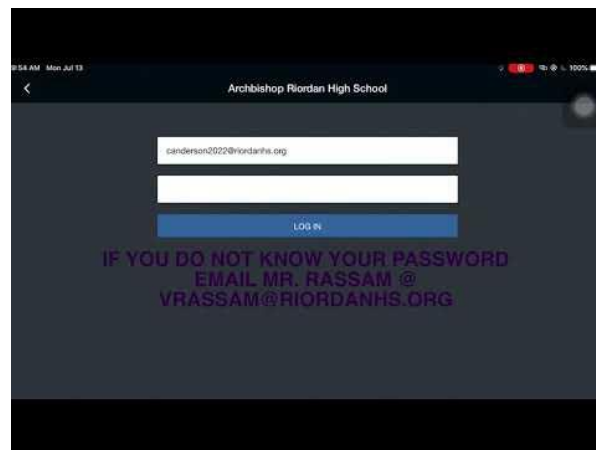 9:54 AM Mon Jul 13
100%
Archbishop Riordan High School
canderson2022@riordanhs.org
LOG IN
IF YOU DO NOT KNOW YOUR PASSWORD
EMAIL MR. RASSAM @
VRASSAM@RIORDANHS.ORG